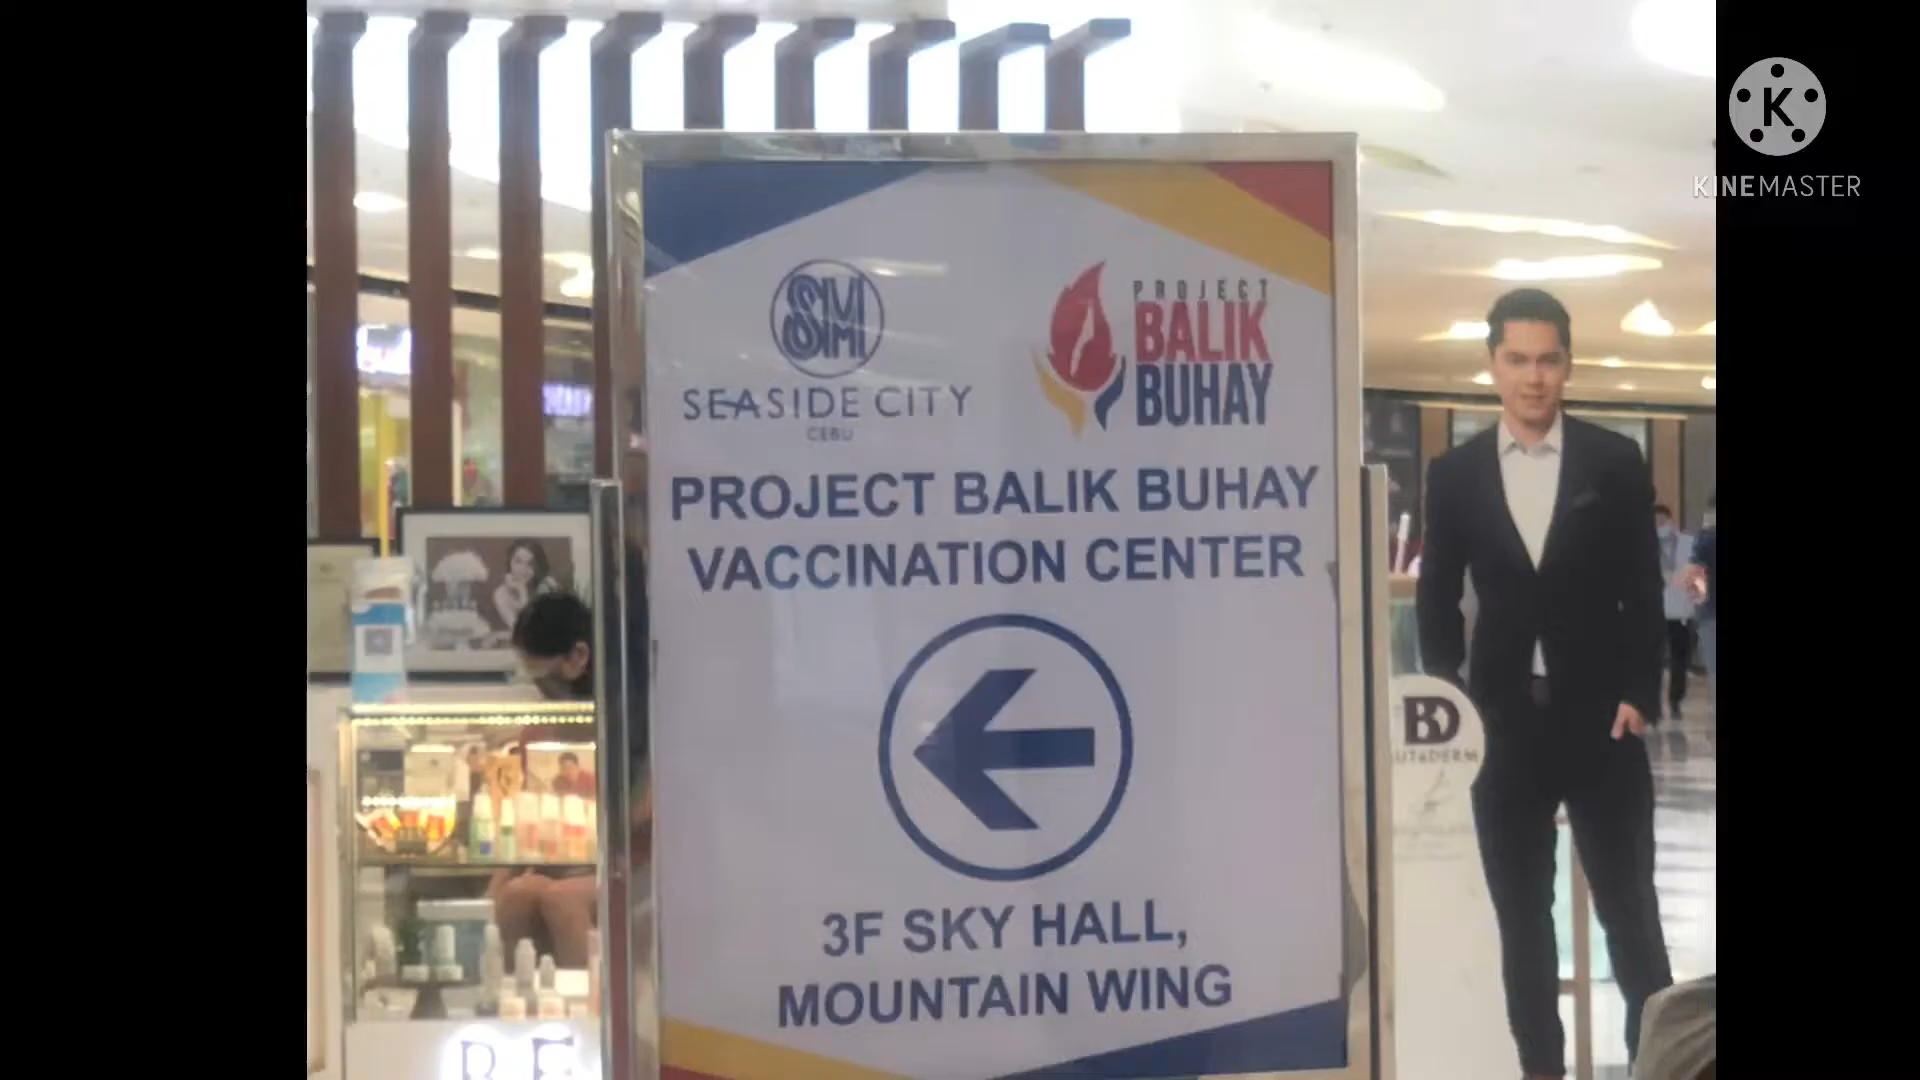 K
KINEMASTER
SM
SEASIDE CITY
CEBU
PROJECT
BALIK
BUHAY
PROJECT BALIK BUHAY
VACCINATION CENTER
3F SKY HALL,
MOUNTAIN WING
BD